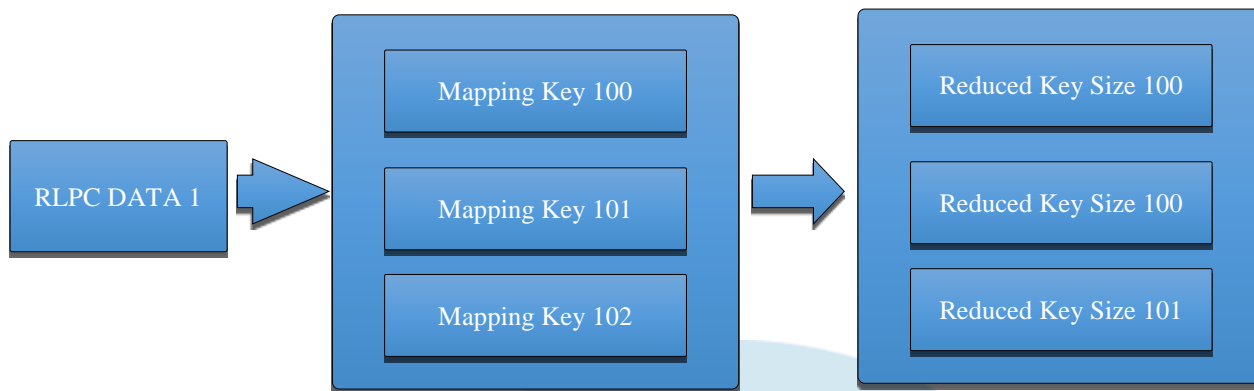 RLPC DATA 1
Mapping Key 100
Mapping Key 101
Mapping Key 102
Reduced Key Size 100
Reduced Key Size 100
Reduced Key Size 101